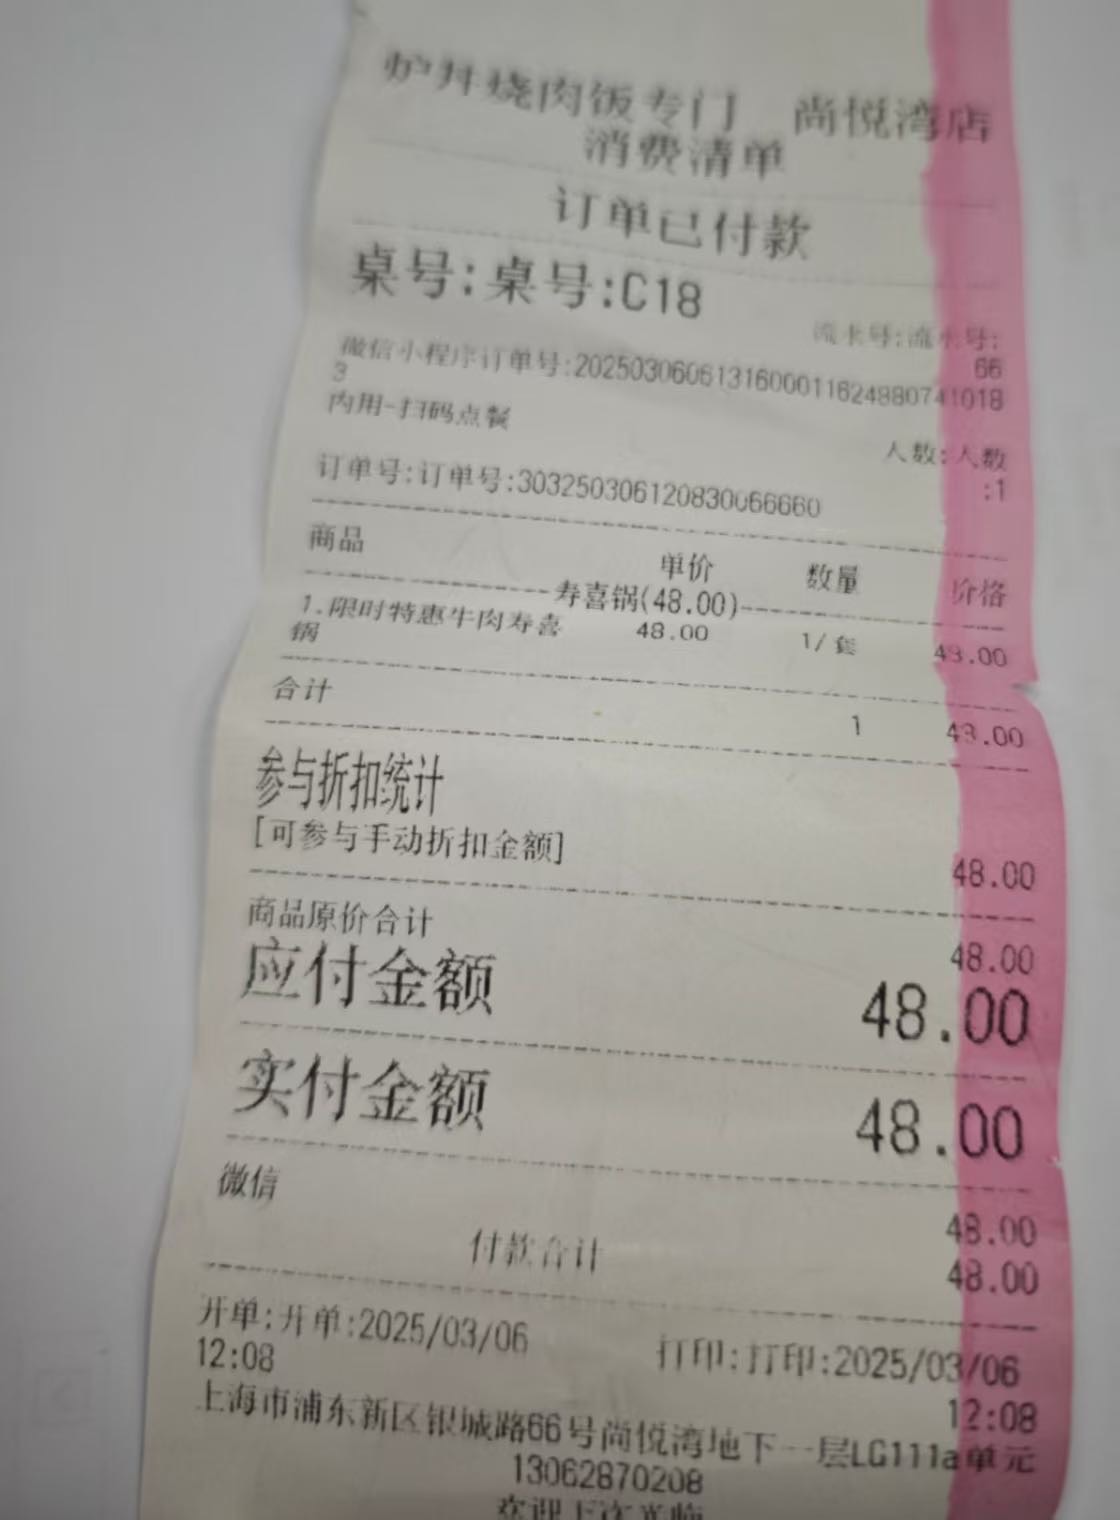 炉丼烧肉饭专门 尚悦湾店
消费清单
订单已付款
桌号:桌号:C18
流水号:流水号:
66
微信小程序订单号:2025030606131600011624880741018
3
内用-扫码点餐
人数:人数
:1
订单号:订单号:303250306120830066660
商品 单价 数量 价格
寿喜锅(48.00)
1.限时特惠牛肉寿喜 48.00 1/套 48.00
锅
合计 1 48.00
参与折扣统计
[可参与手动折扣金额] 48.00
商品原价合计 48.00
应付金额 48.00
实付金额 48.00
微信 48.00
付款合计 48.00
开单:开单:2025/03/06 打印:打印:2025/03/06
12:08 12:08
上海市浦东新区银城路66号尚悦湾地下一层LG111a单元
13062870208
欢迎下次光临